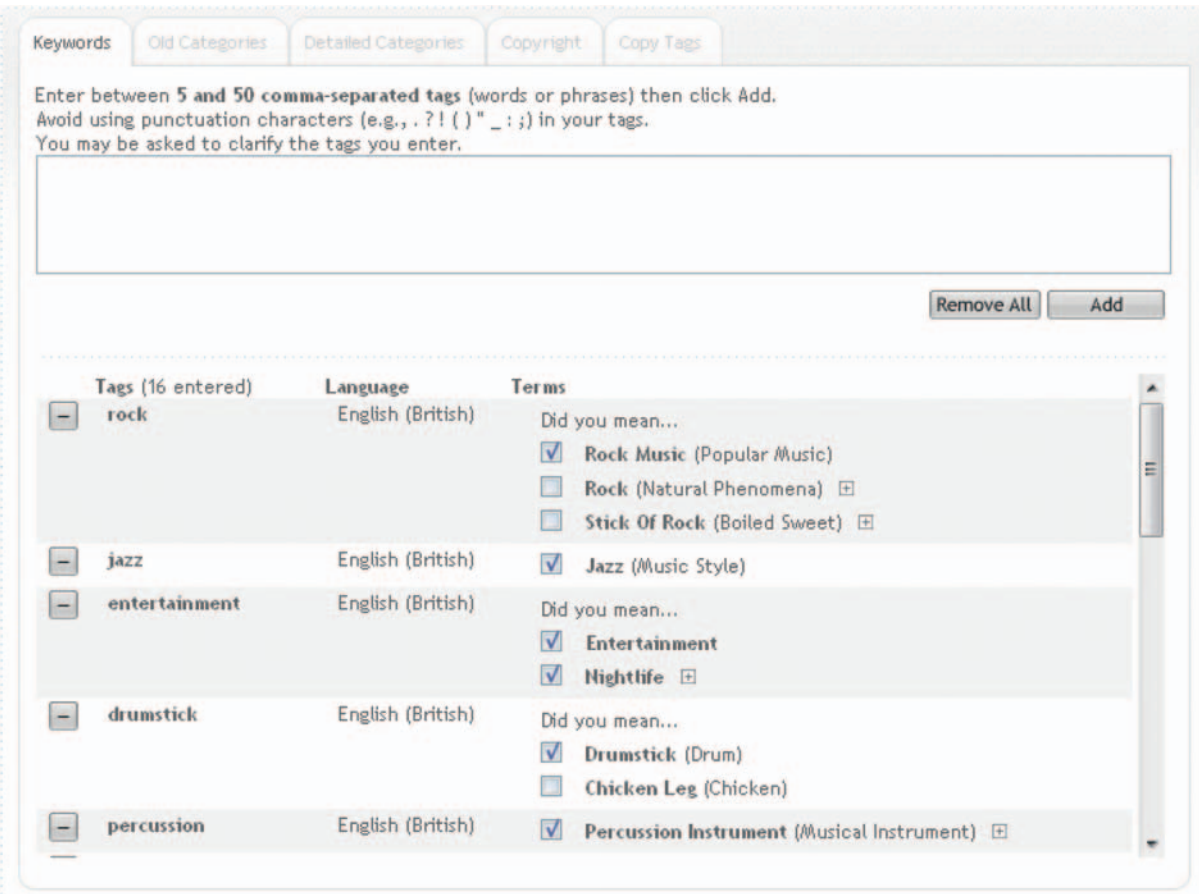 Keywords Old Categories Detailed Categories Copyright Copy Tags
Enter between 5 and 50 comma-separated tags (words or phrases) then click Add.
Avoid using punctuation characters (e.g., . ? ! ( ) " _ : ;) in your tags.
You may be asked to clarify the tags you enter.
Remove All Add
Tags (16 entered) Language Terms
rock English (British) Did you mean...
Rock Music (Popular Music)
Rock (Natural Phenomena)
Stick Of Rock (Boiled Sweet)
jazz English (British) Jazz (Music Style)
entertainment English (British) Did you mean...
Entertainment
Nightlife
drumstick English (British) Did you mean...
Drumstick (Drum)
Chicken Leg (Chicken)
percussion English (British) Percussion Instrument (Musical Instrument)